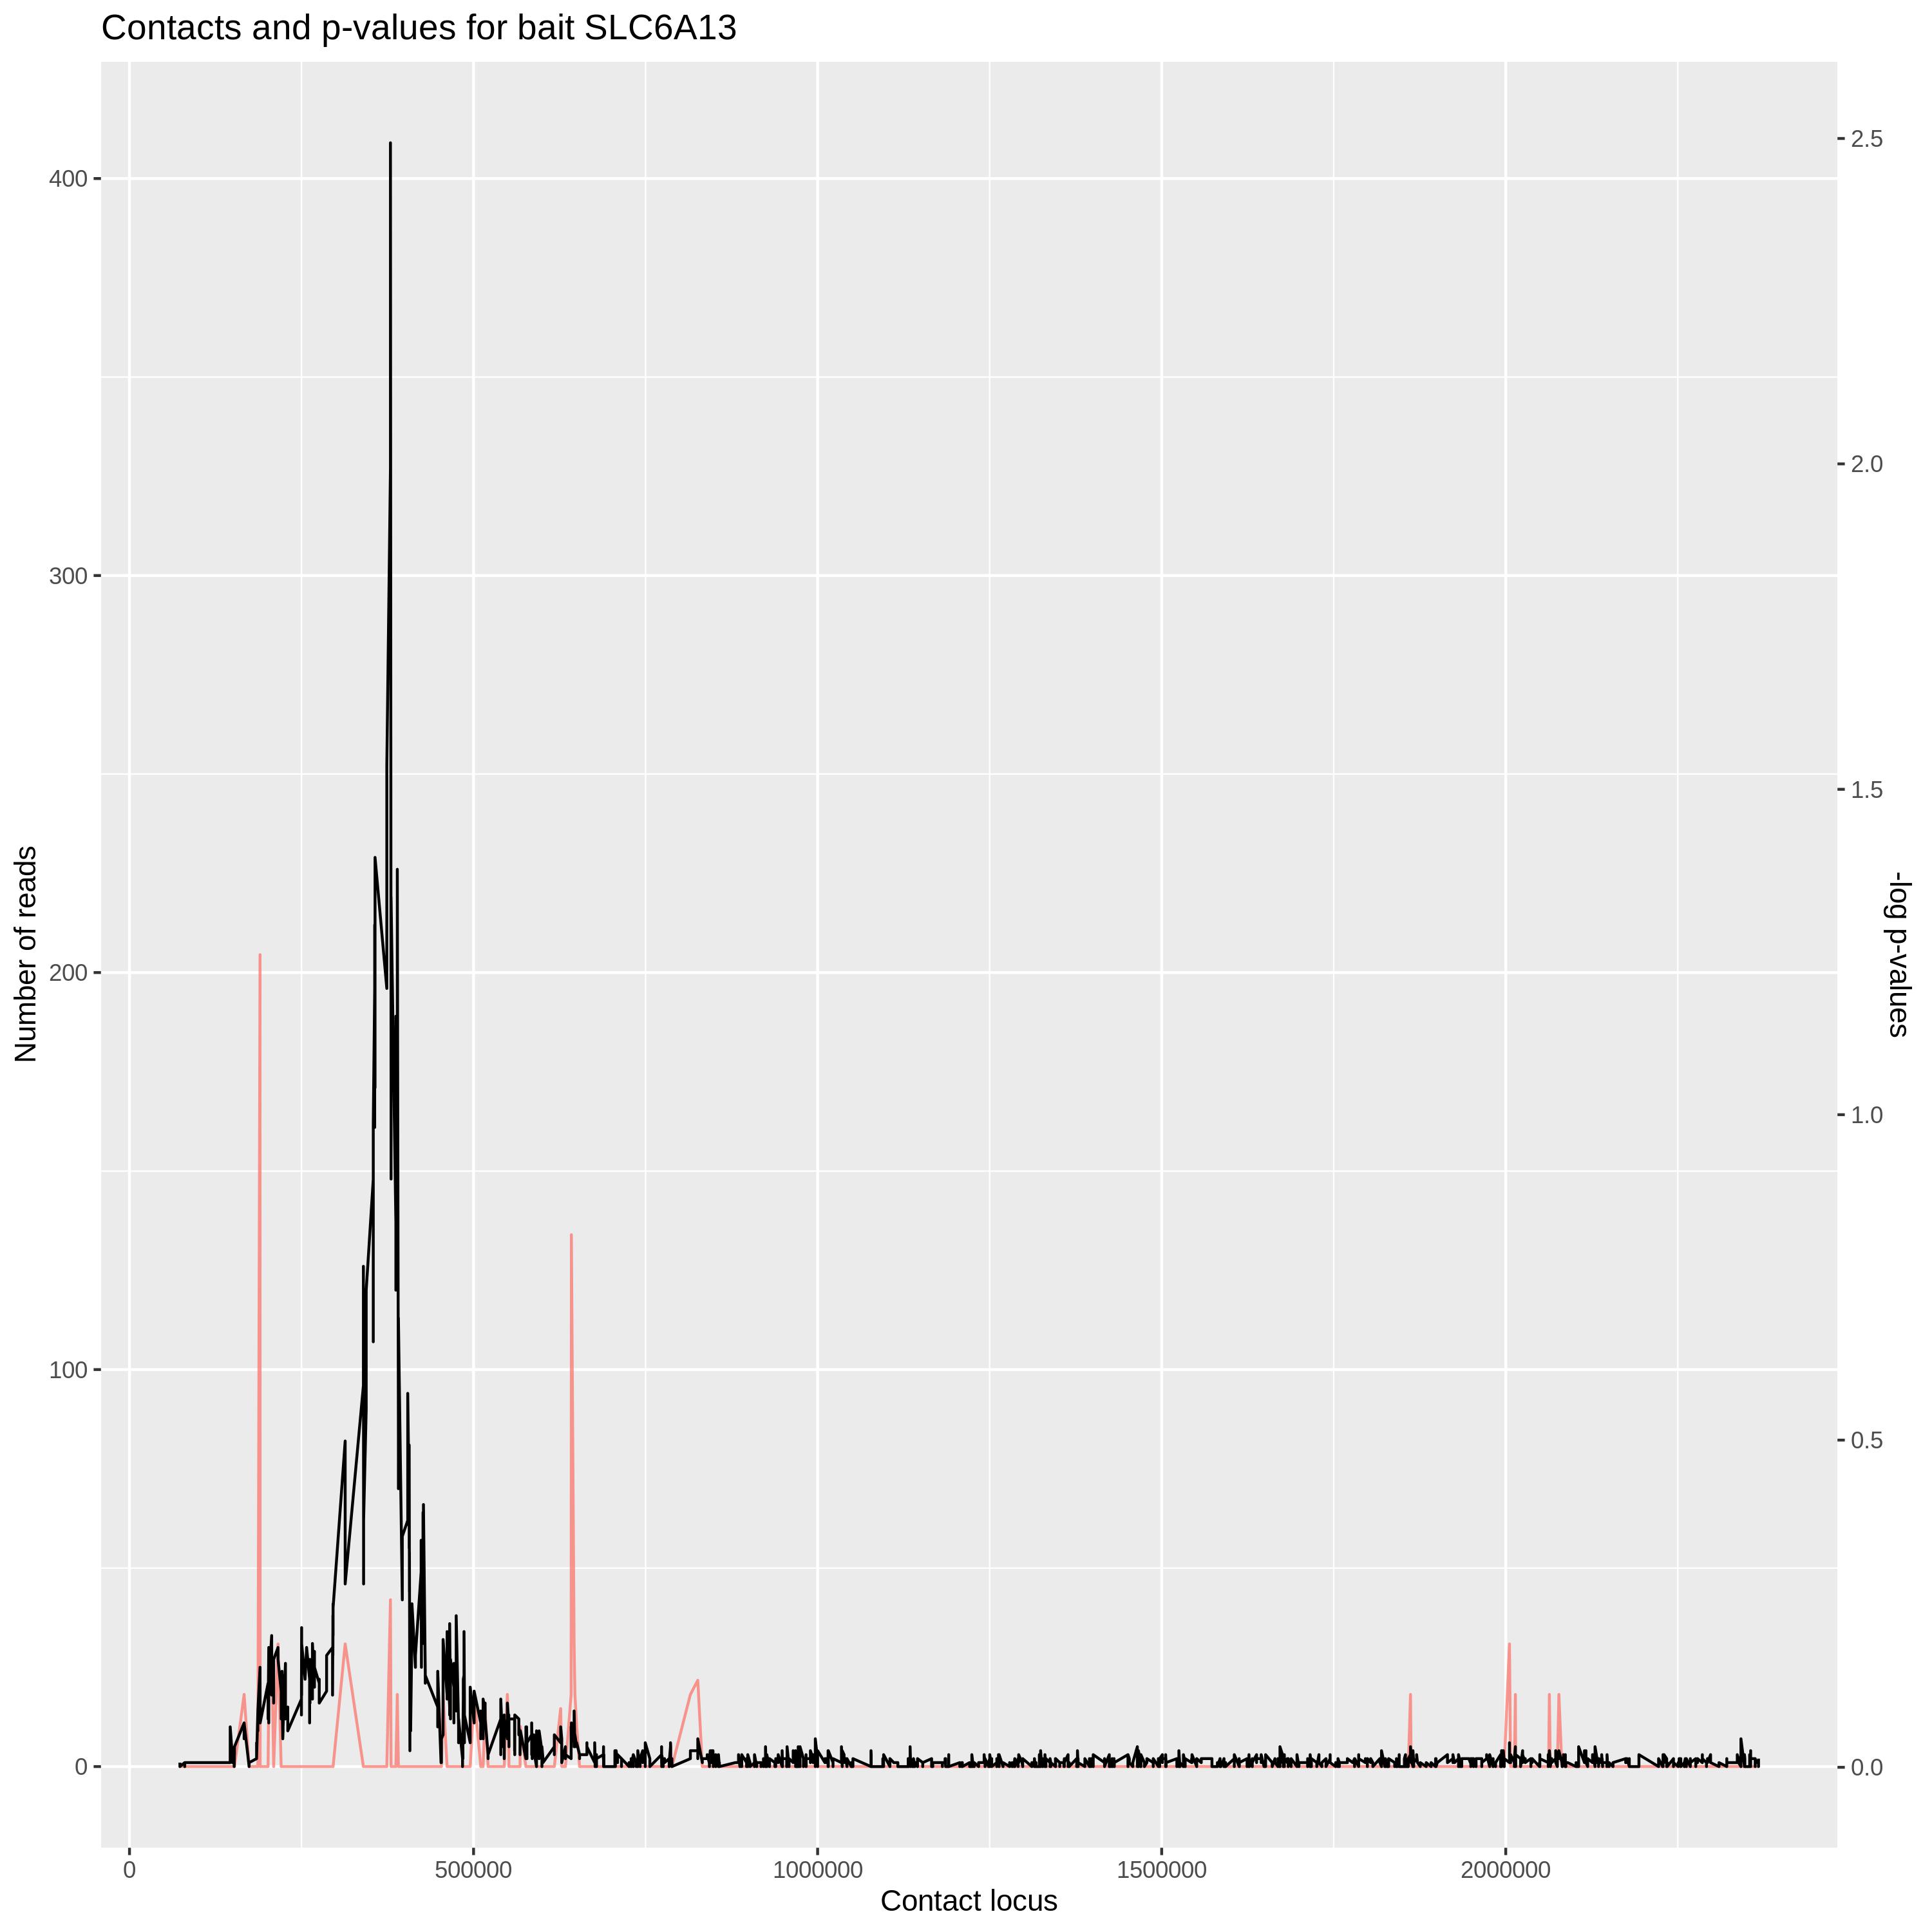 Contacts and p-values for bait SLC6A13
400
300
200
100
0
Number of reads
2.5
2.0
1.5
1.0
0.5
0.0
-log p-values
0 500000 1000000 1500000 2000000
Contact locus